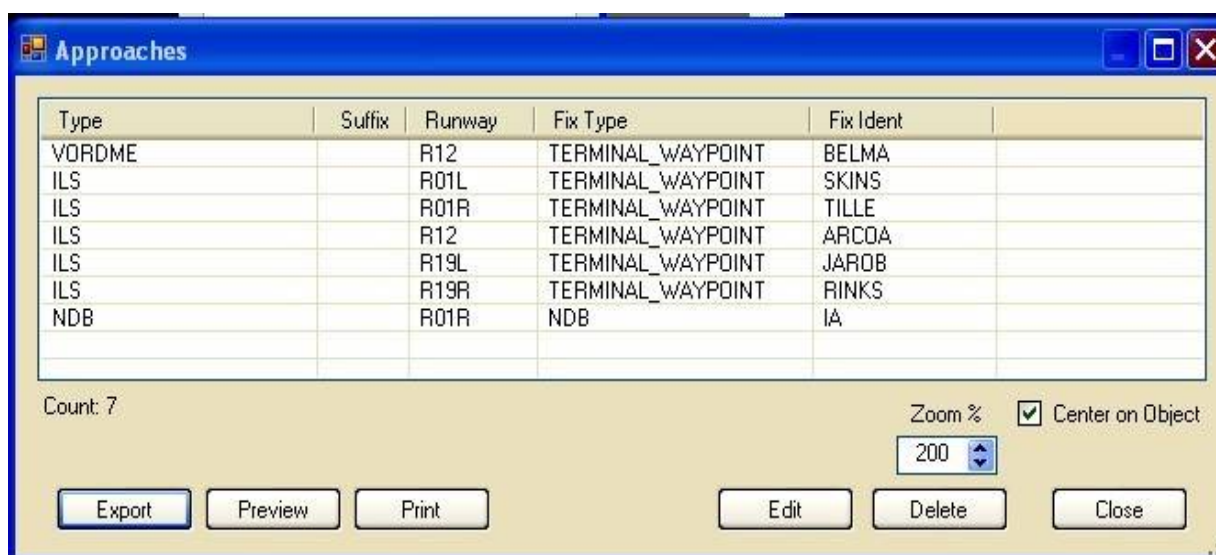 Approaches
Type Suffix Runway Fix Type Fix Ident
VORDME R12 TERMINAL_WAYPOINT BELMA
ILS R01L TERMINAL_WAYPOINT SKINS
ILS R01R TERMINAL_WAYPOINT TILLE
ILS R12 TERMINAL_WAYPOINT ARCOA
ILS R19L TERMINAL_WAYPOINT JAROB
ILS R19R TERMINAL_WAYPOINT RINKS
NDB R01R NDB IA
Count: 7 Zoom % Center on Object
200
Export Preview Print Edit Delete Close